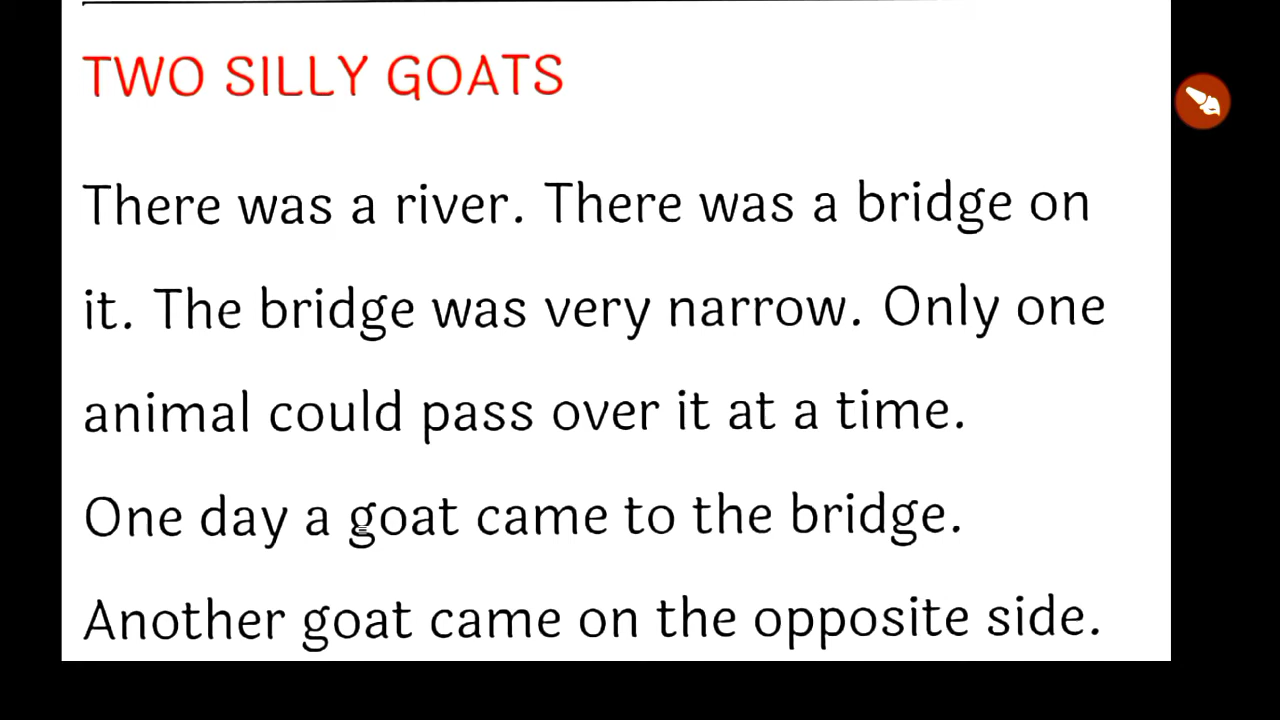 TWO SILLY GOATS
There was a river. There was a bridge on
it. The bridge was very narrow. Only one
animal could pass over it at a time.
One day a goat came to the bridge.
Another goat came on the opposite side.